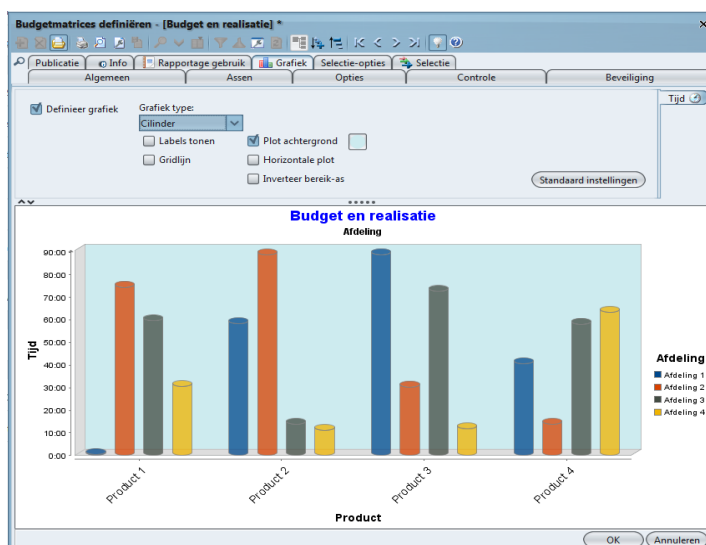 Budgetmatrices definiëren - [Budget en realisatie] *
Publicatie Info Rapportage gebruik Grafiek Selectie-opties Selectie
Algemeen Assen Opties Controle Beveiliging
Definieer grafiek
Grafiek type:
Cilinder
Labels tonen
Gridlijn
Plot achtergrond
Horizontale plot
Inverteer bereik-as
Standaard instellingen
Tijd
Budget en realisatie
Afdeling
90:00
80:00
70:00
60:00
50:00
40:00
30:00
20:00
10:00
0:00
Tijd
Product 1
Product 2
Product 3
Product 4
Product
Afdeling
Afdeling 1
Afdeling 2
Afdeling 3
Afdeling 4
OK Annuleren